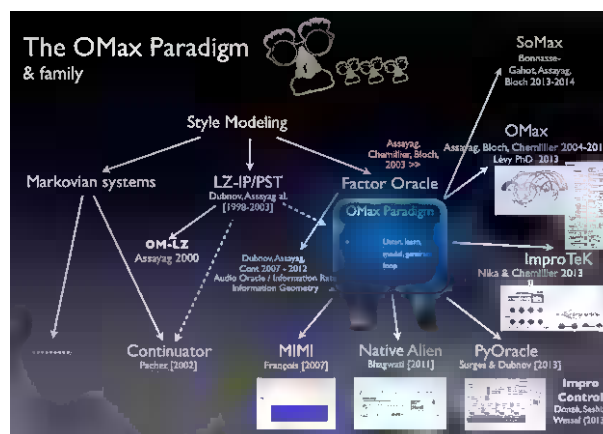 The OMax Paradigm
& family
SoMax
Bonnasse-
Gahot, Assayag,
Bloch 2013-2014
Style Modeling
Assayag,
Chemillier, Bloch,
2003 >>
OMax
Assayag, Bloch, Chemillier 2004-201
Lévy PhD 2013
Markovian systems
LZ-IP/PST
Dubnov, Assayag al.
[1998-2003]
Factor Oracle
OMax Paradigm
Listen, learn,
model, generate
loop
OM-LZ
Assayag 2000
Dubnov, Assayag,
Cont 2007 - 2012
Audio Oracle / Information Rate
Information Geometry
ImproTeK
Nika & Chemillier 2013
Continuator
Pachet [2002]
MIMI
François [2007]
Native Alien
Bhagwati [2011]
PyOracle
Surges & Dubnov [2013]
Impro
Control